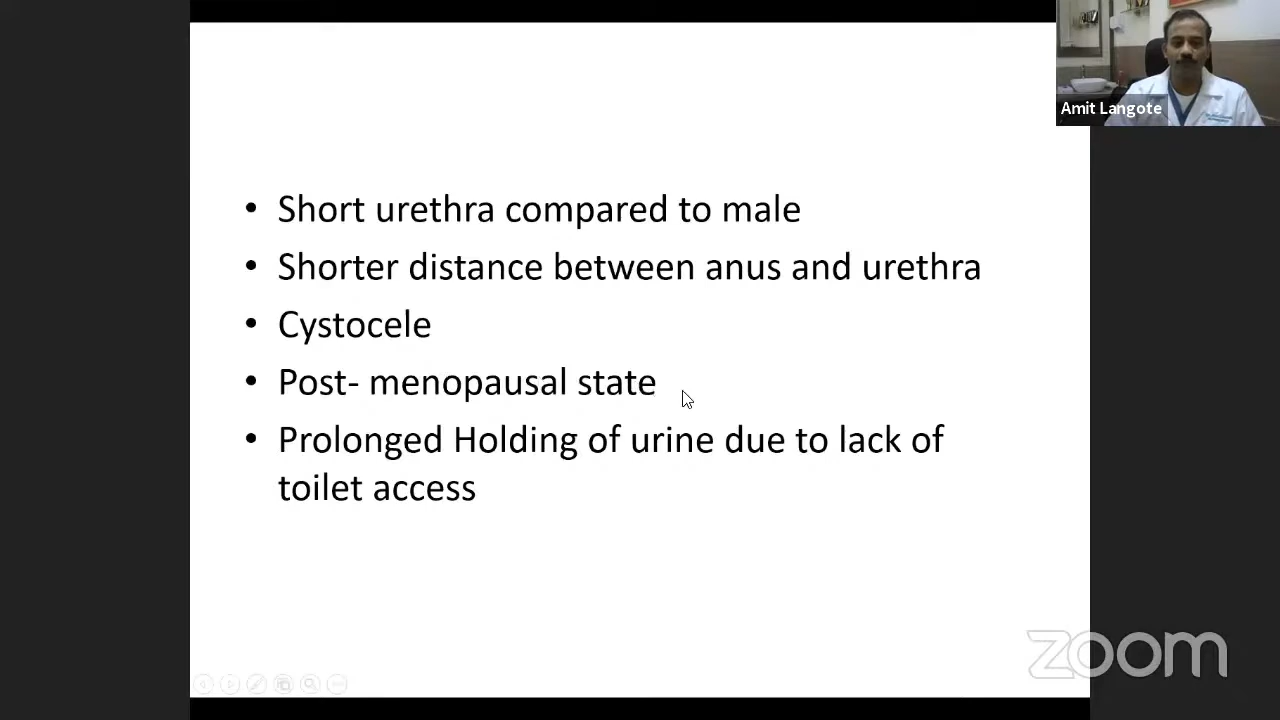 Amit Langote
• Short urethra compared to male
• Shorter distance between anus and urethra
• Cystocele
• Post- menopausal state
• Prolonged Holding of urine due to lack of
toilet access
zoom